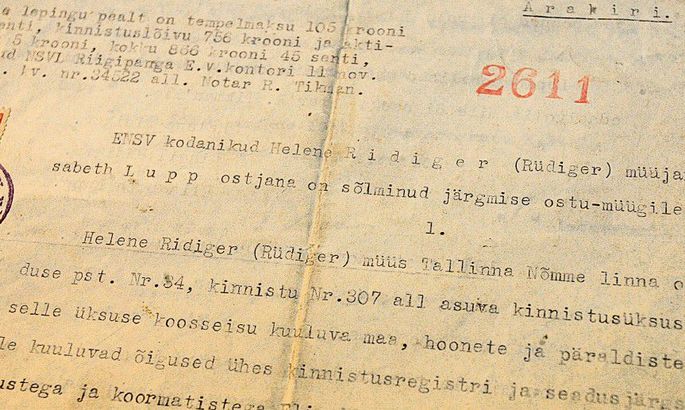 Ärakiri.
e lepingu pealt on tempelmaksu 105 krooni
senti, kinnistuslõivu 756 krooni ja akti-
5 krooni, kokku 866 krooni 45 senti,
ud NSVL Riigipanga E.v.kontori 11 nov.
kv. nr.34522 all. Notar R. Tikman.
2611
ENSV kodanikud Helene Ridiger (Rüdiger) müüja
sabeth Lupp ostjana on sõlminud järgmise ostu-müügile
1.
Helene Ridiger (Rüdiger) müüs Tallinna Nõmme linna o
duse pst. Nr.34, kinnistu Nr.307 all asuva kinnistusüksus
selle üksuse koosseisu kuuluva maa, hoonete ja päraldiste
le kuuluvad õigused ühes kinnistusregistri ja seadusjärgs
ustega ja koormatistega